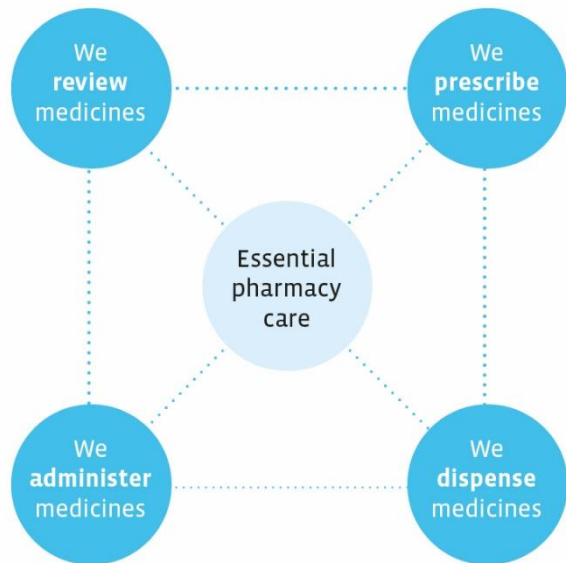 We
review
medicines
We
prescribe
medicines
Essential
pharmacy
care
We
administer
medicines
We
dispense
medicines